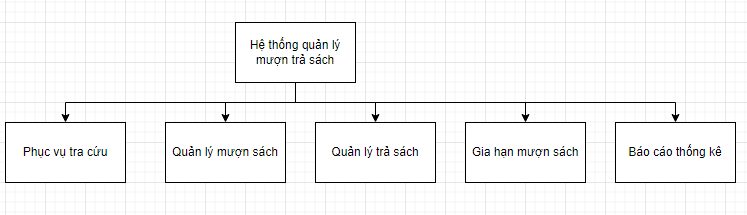 Hệ thống quản lý
mượn trả sách
Phục vụ tra cứu
Quản lý mượn sách
Quản lý trả sách
Gia hạn mượn sách
Báo cáo thống kê